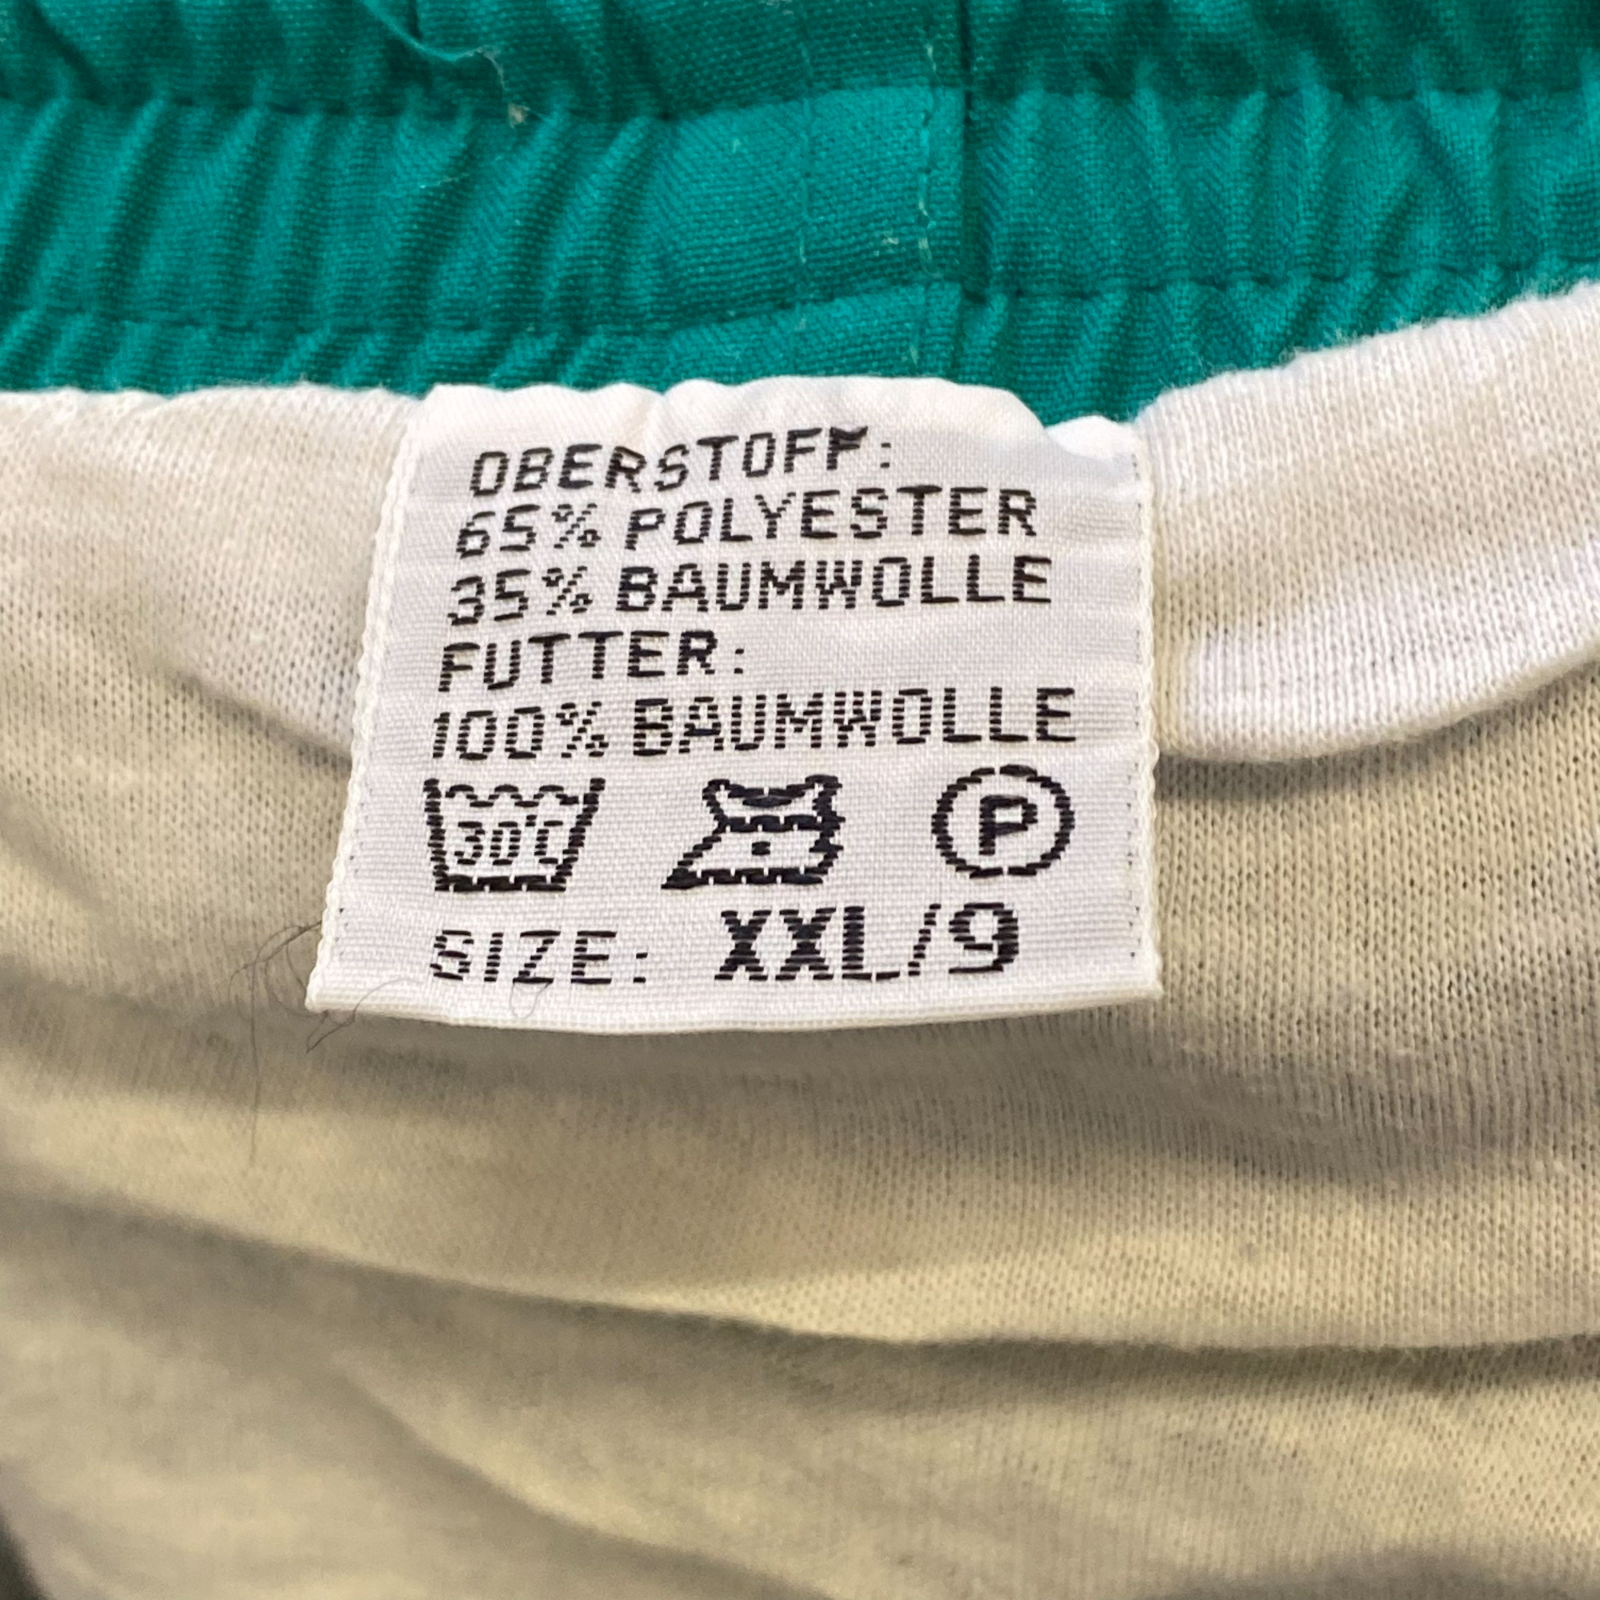 OBERSTOFF:
65% POLYESTER
35% BAUMWOLLE
FUTTER:
100% BAUMWOLLE
30°C P
SIZE: XXL/9